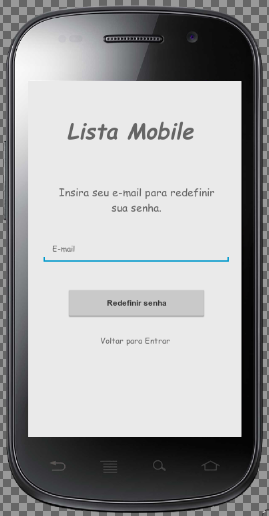 Lista Mobile
Insira seu e-mail para redefinir
sua senha.
E-mail
Redefinir senha
Voltar para Entrar